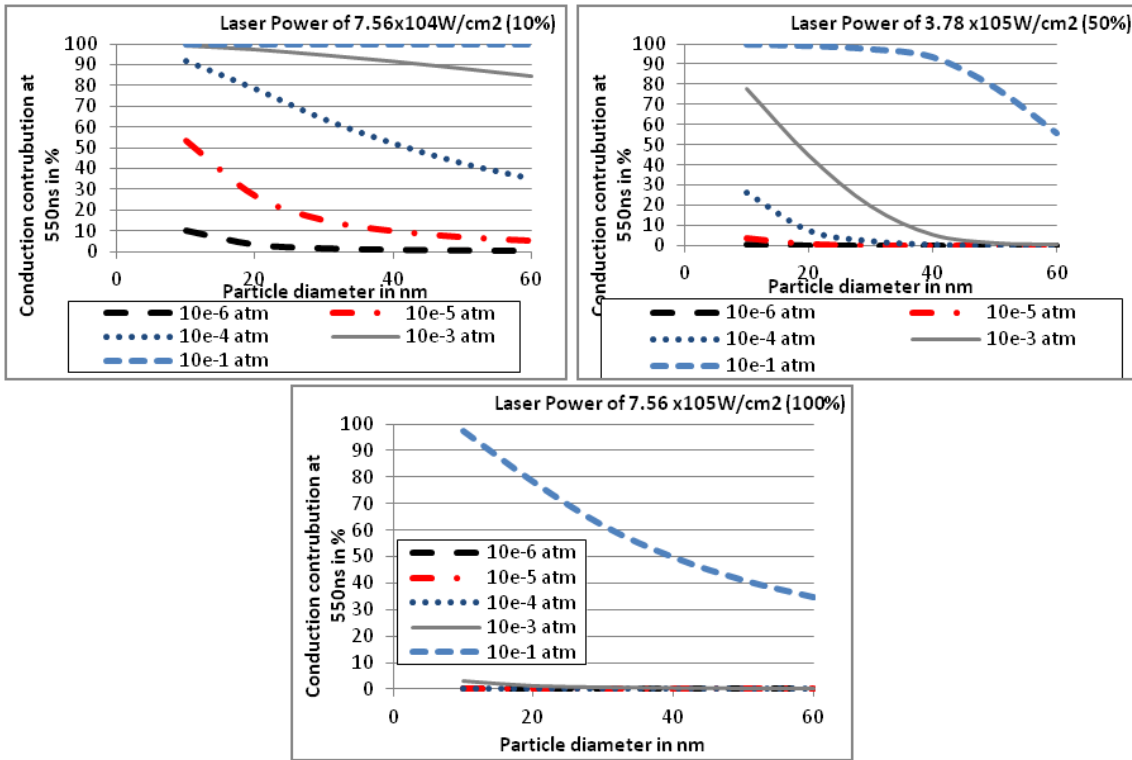 Laser Power of 7.56x104W/cm2 (10%)
Conduction contrubution at
550ns in %
100
90
80
70
60
50
40
30
20
10
0
0 20 40 60
Particle diameter in nm
10e-6 atm 10e-5 atm
10e-4 atm 10e-3 atm
10e-1 atm
Laser Power of 3.78 x105W/cm2 (50%)
Conduction contrubution at
550ns in %
100
90
80
70
60
50
40
30
20
10
0
0 20 40 60
Particle diameter in nm
10e-6 atm 10e-5 atm
10e-4 atm 10e-3 atm
10e-1 atm
Laser Power of 7.56 x105W/cm2 (100%)
Conduction contrubution at
550ns in %
100
90
80
70
60
50
40
30
20
10
0
10e-6 atm
10e-5 atm
10e-4 atm
10e-3 atm
10e-1 atm
0 20 40 60
Particle diameter in nm